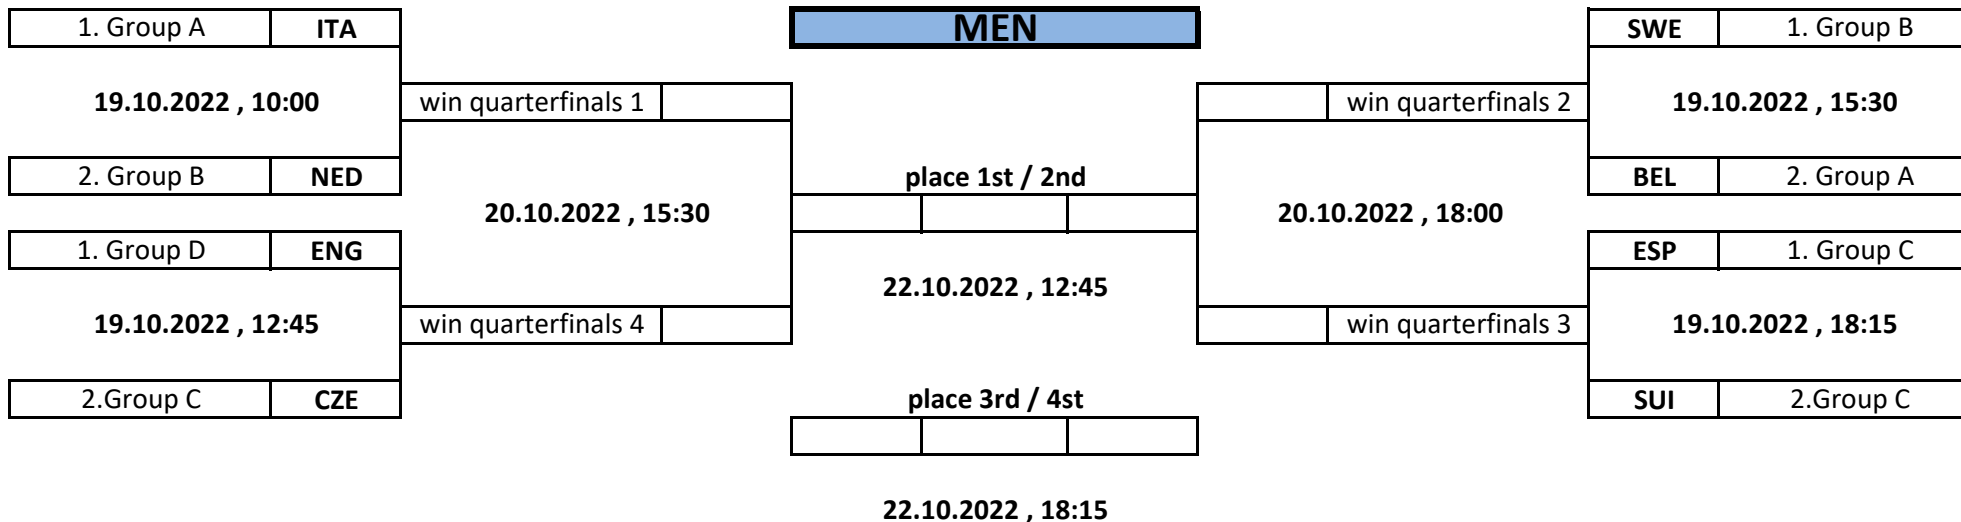 1. Group A ITA MEN SWE 1. Group B
19.10.2022 , 10:00 win quarterfinals 1 win quarterfinals 2 19.10.2022 , 15:30
2. Group B NED place 1st / 2nd BEL 2. Group A
20.10.2022 , 15:30 20.10.2022 , 18:00
1. Group D ENG ESP 1. Group C
22.10.2022 , 12:45
19.10.2022 , 12:45 win quarterfinals 4 win quarterfinals 3 19.10.2022 , 18:15
2.Group C CZE place 3rd / 4st SUI 2.Group C
22.10.2022 , 18:15